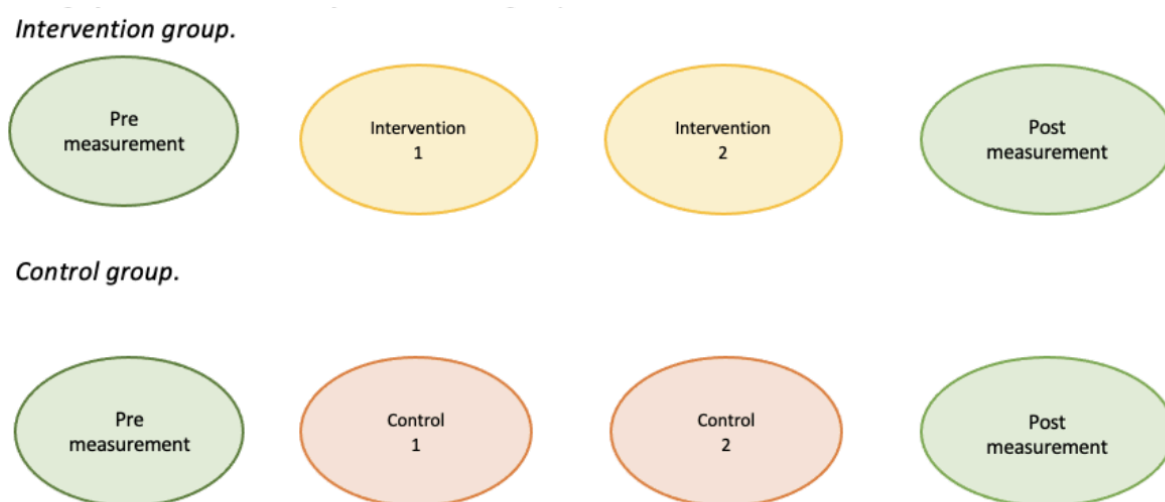 Intervention group.
Pre
measurement
Intervention
1
Intervention
2
Post
measurement
Control group.
Pre
measurement
Control
1
Control
2
Post
measurement